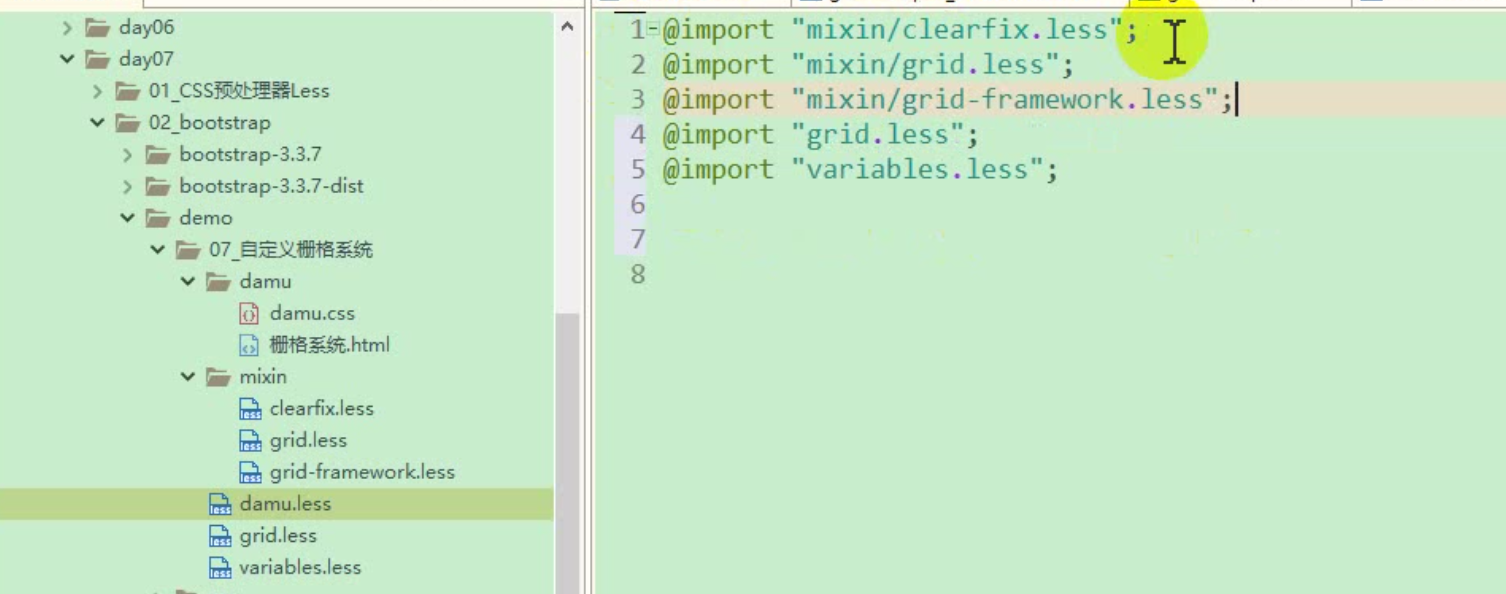 day06
day07
01_CSS预处理器Less
02_bootstrap
bootstrap-3.3.7
bootstrap-3.3.7-dist
demo
07_自定义栅格系统
damu
damu.css
栅格系统.html
mixin
clearfix.less
grid.less
grid-framework.less
damu.less
grid.less
variables.less
1 @import "mixin/clearfix.less";
2 @import "mixin/grid.less";
3 @import "mixin/grid-framework.less";
4 @import "grid.less";
5 @import "variables.less";
6
7
8